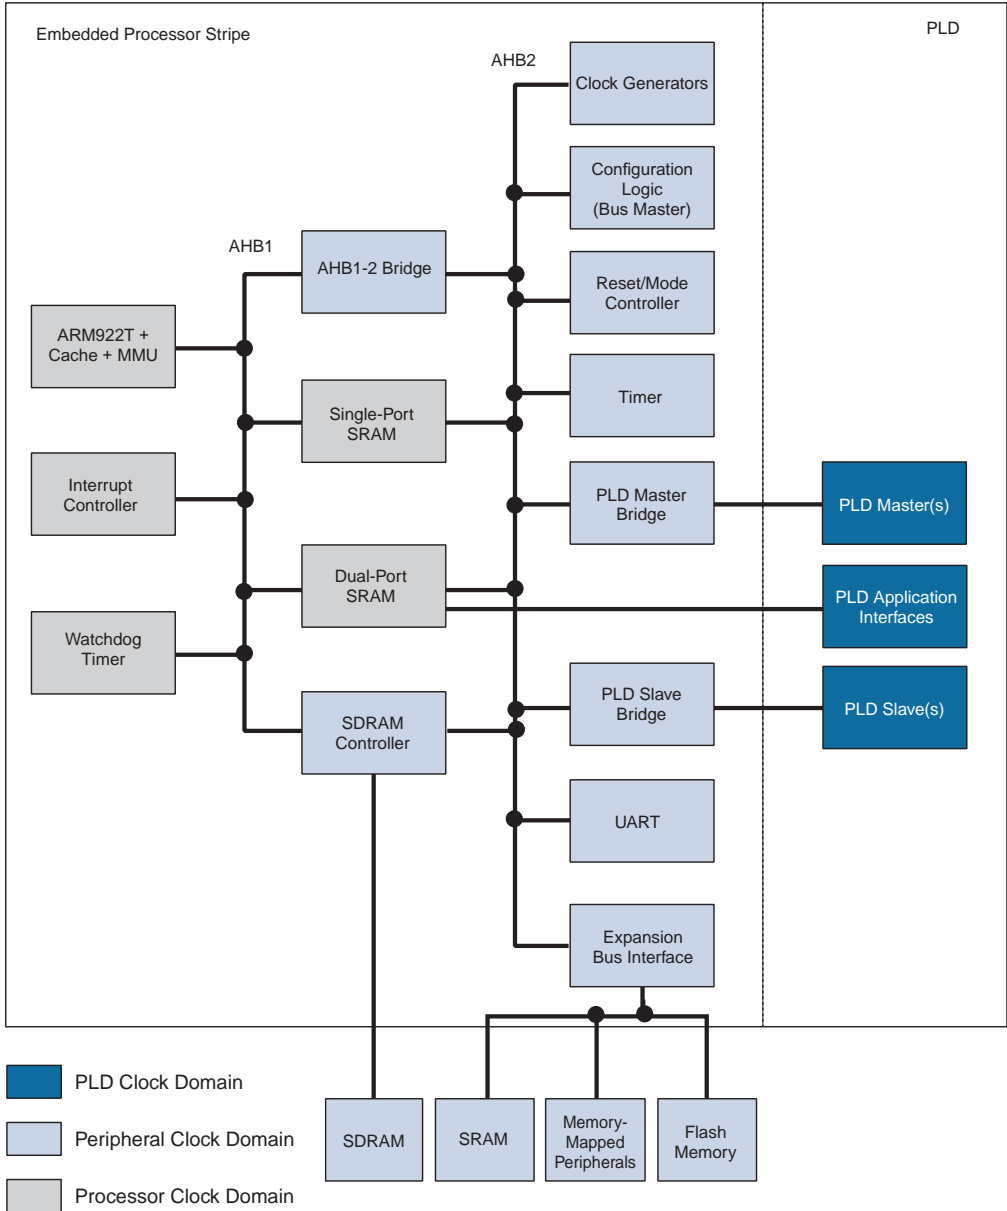 Embedded Processor Stripe
PLD
AHB2
Clock Generators
Configuration
Logic
(Bus Master)
AHB1
AHB1-2 Bridge
Reset/Mode
Controller
ARM922T +
Cache + MMU
Single-Port
SRAM
Timer
Interrupt
Controller
PLD Master
Bridge
PLD Master(s)
Dual-Port
SRAM
PLD Application
Interfaces
Watchdog
Timer
SDRAM
Controller
PLD Slave
Bridge
PLD Slave(s)
UART
Expansion
Bus Interface
PLD Clock Domain
Peripheral Clock Domain
Processor Clock Domain
SDRAM
SRAM
Memory-
Mapped
Peripherals
Flash
Memory